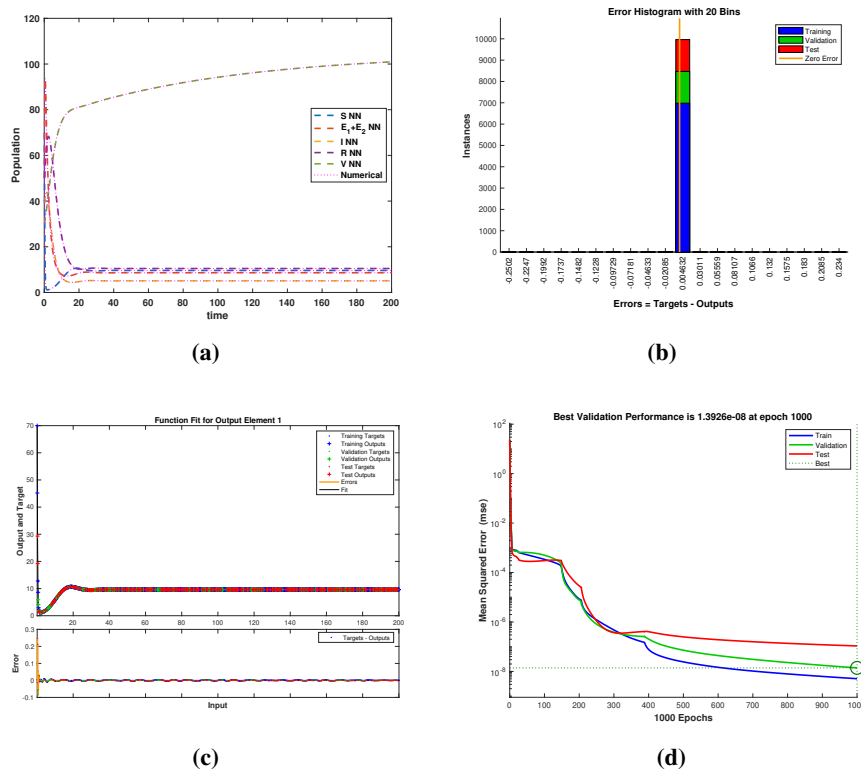 120
100
80
60
40
20
0
Population
0 20 40 60 80 100 120 140 160 180 200
time
S NN
E1+E2 NN
I NN
R NN
V NN
Numerical
(a)
Error Histogram with 20 Bins
10000
9000
8000
7000
6000
5000
4000
3000
2000
1000
0
Instances
Training
Validation
Test
Zero Error
-0.2502
-0.2247
-0.1992
-0.1737
-0.1482
-0.1228
-0.09729
-0.07181
-0.04633
-0.02085
0.004632
0.03011
0.05559
0.08107
0.1066
0.132
0.1575
0.183
0.2085
0.234
Errors = Targets - Outputs
(b)
Function Fit for Output Element 1
70
60
50
40
30
20
10
0
Output and Target
Training Targets
Training Outputs
Validation Targets
Validation Outputs
Test Targets
Test Outputs
Errors
Fit
20 40 60 80 100 120 140 160 180 200
0.3
0.2
0.1
0
-0.1
Error
Targets - Outputs
Input
(c)
Best Validation Performance is 1.3926e-08 at epoch 1000
10^2
10^0
10^-2
10^-4
10^-6
10^-8
Mean Squared Error (mse)
Train
Validation
Test
Best
0 100 200 300 400 500 600 700 800 900 100
1000 Epochs
(d)